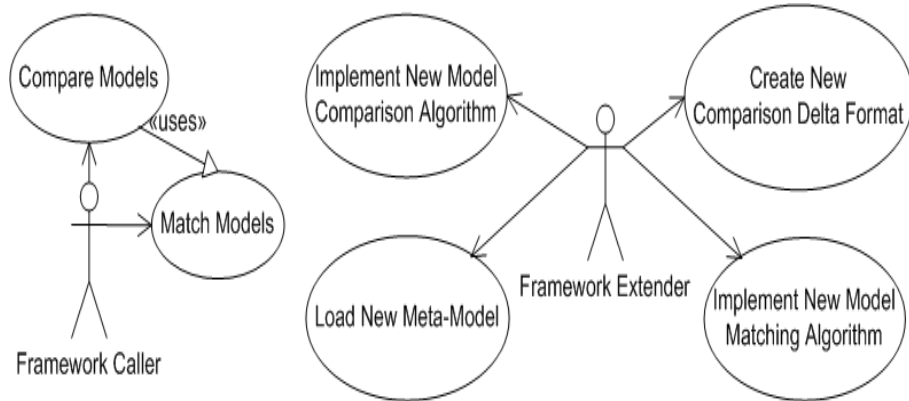 Compare Models
«uses»
Match Models
Framework Caller
Implement New Model
Comparison Algorithm
Create New
Comparison Delta Format
Framework Extender
Load New Meta-Model
Implement New Model
Matching Algorithm